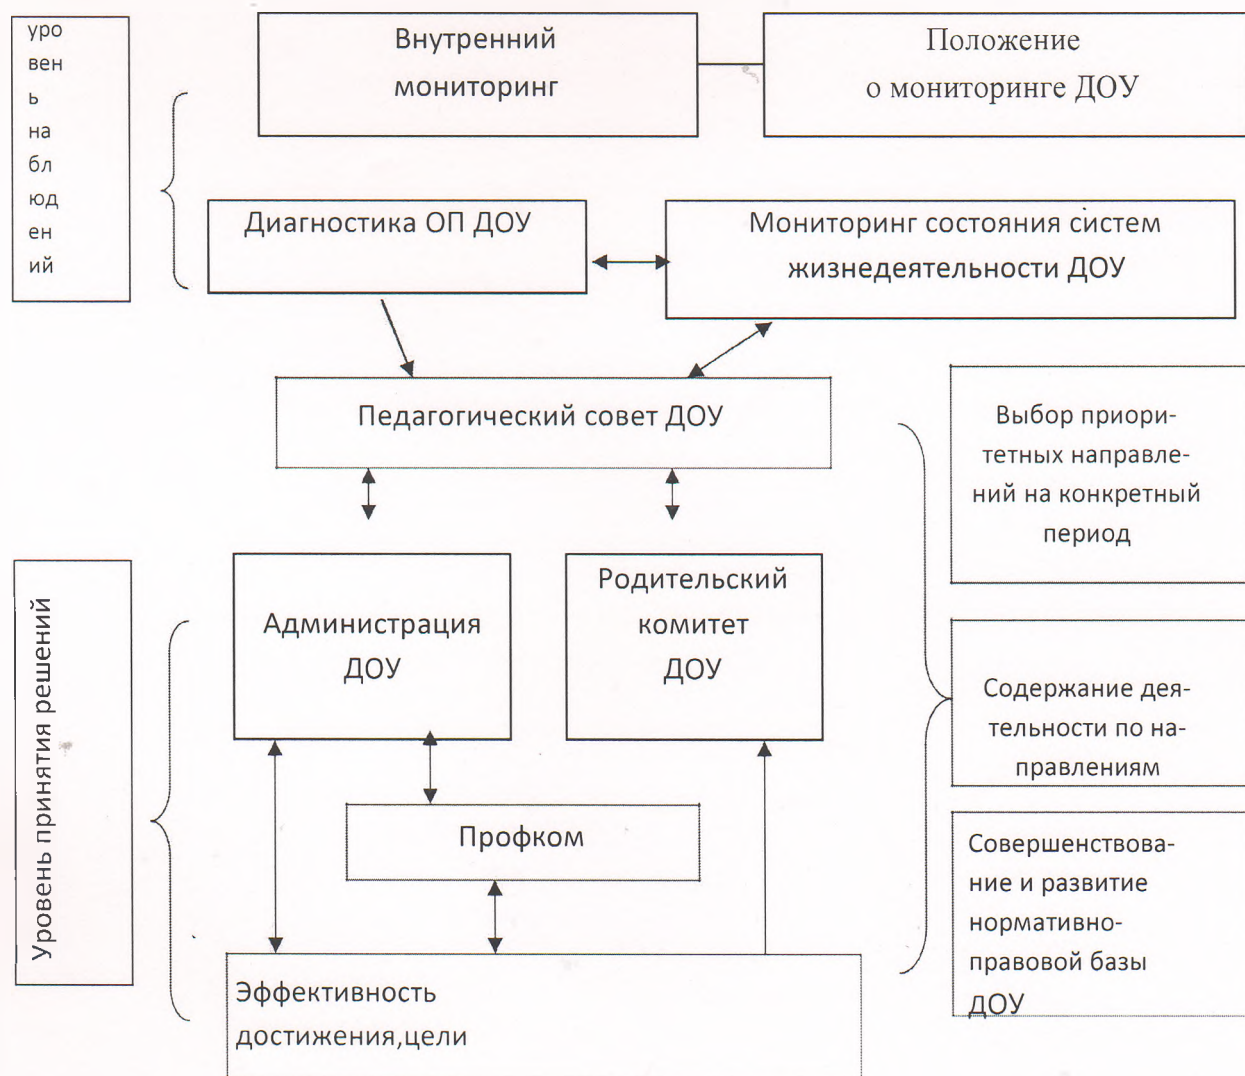 уро
вен
ь
на
бл
юд
ен
ий
Внутренний
мониторинг
Положение
о мониторинге ДОУ
Диагностика ОП ДОУ
Мониторинг состояния систем
жизнедеятельности ДОУ
Педагогический совет ДОУ
Выбор приори-
тетных направле-
ний на конкретный
период
Уровень принятия решений
Администрация
ДОУ
Родительский
комитет
ДОУ
Содержание дея-
тельности по на-
правлениям
Профком
Совершенствова-
ние и развитие
нормативно-
правовой базы
ДОУ
Эффективность
достижения,цели